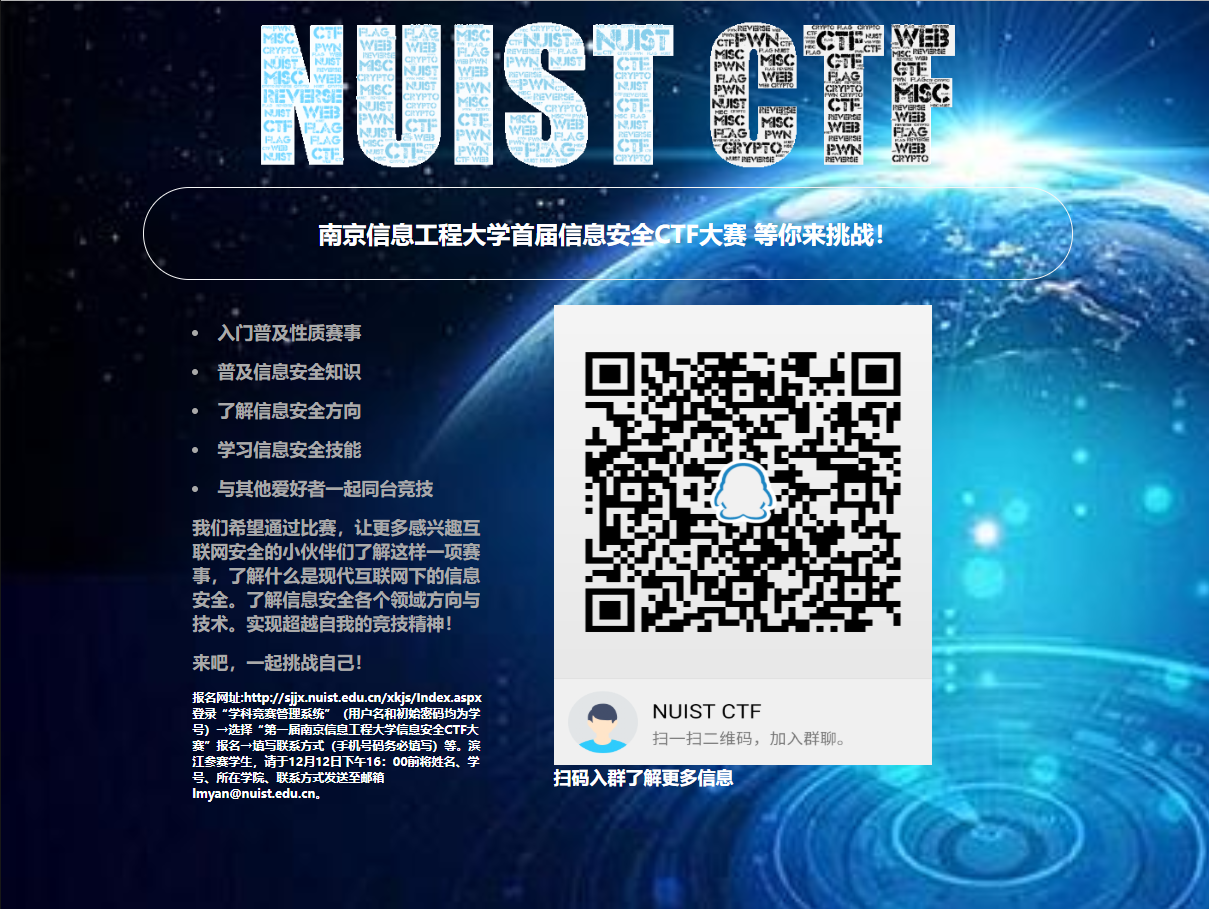 NUIST CTF
南京信息工程大学首届信息安全CTF大赛 等你来挑战！
• 入门普及性质赛事
• 普及信息安全知识
• 了解信息安全方向
• 学习信息安全技能
• 与其他爱好者一起同台竞技
我们希望通过比赛，让更多感兴趣互
联网安全的小伙伴们了解这样一项赛
事，了解什么是现代互联网下的信息
安全。了解信息安全各个领域方向与
技术。实现超越自我的竞技精神！
来吧，一起挑战自己！
报名网址:http://sjjx.nuist.edu.cn/xkjs/Index.aspx
登录“学科竞赛管理系统”（用户名和初始密码均为学
号）→选择“第一届南京信息工程大学信息安全CTF大
赛”报名→填写联系方式（手机号码务必填写）等。滨
江参赛学生，请于12月12日下午16：00前将姓名、学
号、所在学院、联系方式发送至邮箱
lmyan@nuist.edu.cn。
NUIST CTF
扫一扫二维码，加入群聊。
扫码入群了解更多信息